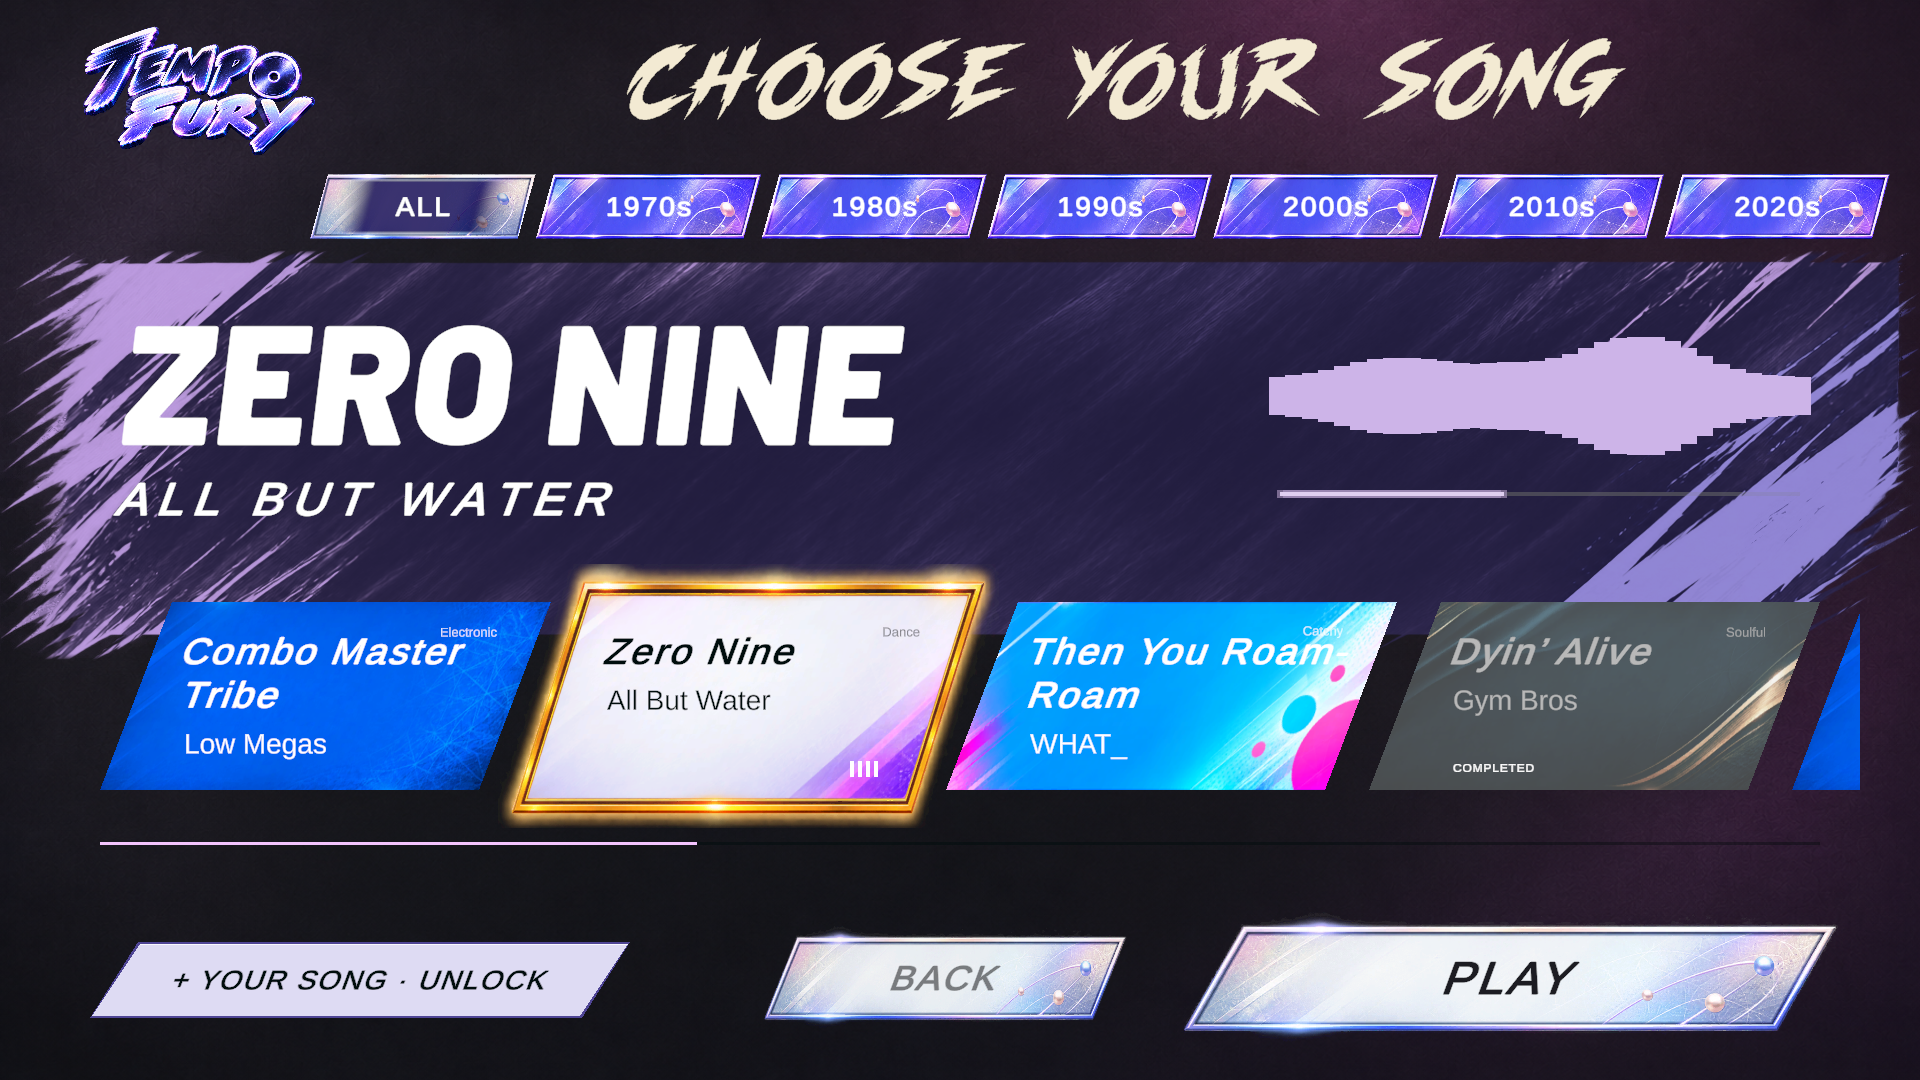 TEMPO
FURY
CHOOSE YOUR SONG
ALL
1970s
1980s
1990s
2000s
2010s
2020s
ZERO NINE
ALL BUT WATER
Electronic
Combo Master
Tribe
Low Megas
Dance
Zero Nine
All But Water
Catchy
Then You Roam-
Roam
WHAT_
Soulful
Dyin’ Alive
Gym Bros
COMPLETED
+ YOUR SONG · UNLOCK
BACK
PLAY